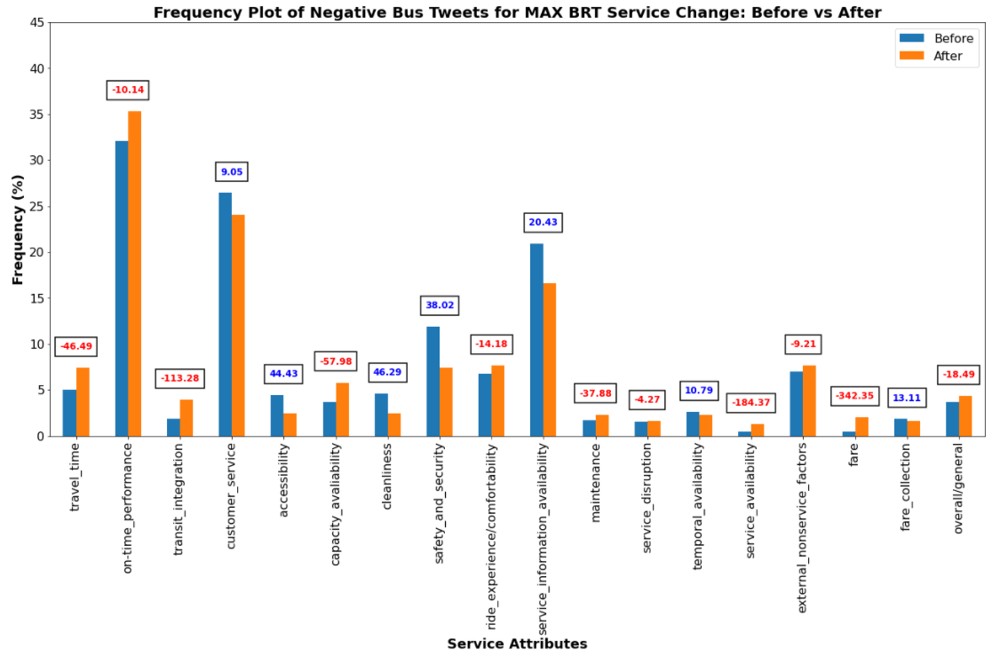 Frequency Plot of Negative Bus Tweets for MAX BRT Service Change: Before vs After
Before
After
Frequency (%)
45
40
35
30
25
20
15
10
5
0
-46.49
-10.14
-113.28
9.05
44.43
-57.98
46.29
38.02
-14.18
20.43
-37.88
-4.27
10.79
-184.37
-9.21
-342.35
13.11
-18.49
travel_time
on-time_performance
transit_integration
customer_service
accessibility
capacity_avaliability
cleanliness
safety_and_security
ride_experience/comfortability
service_information_availability
maintenance
service_disruption
temporal_availability
service_availability
external_nonservice_factors
fare
fare_collection
overall/general
Service Attributes